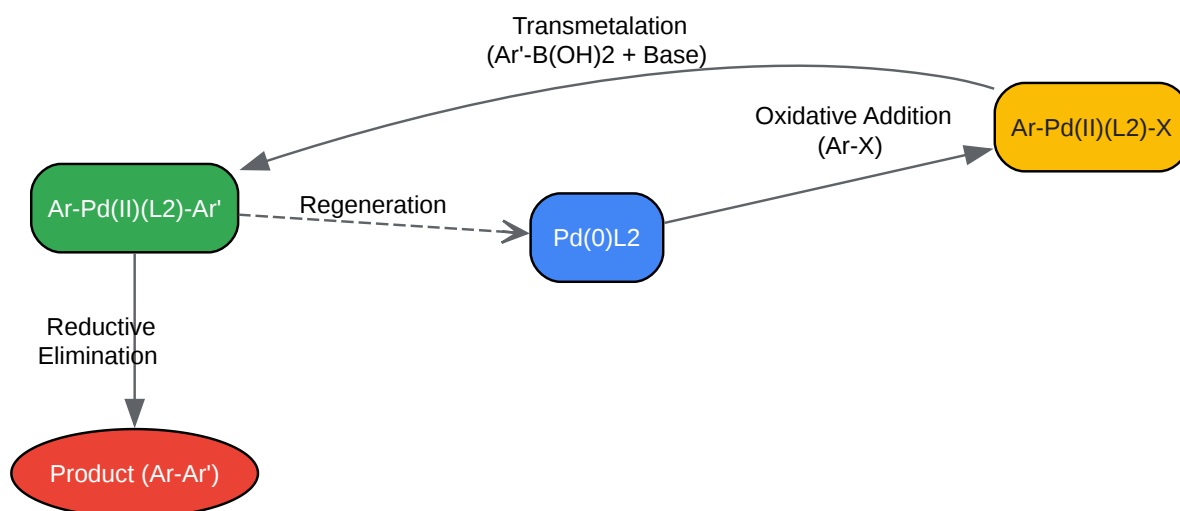 Transmetalation
(Ar'-B(OH)2 + Base)
Oxidative Addition
(Ar-X)
Ar-Pd(II)(L2)-X
Ar-Pd(II)(L2)-Ar'
Regeneration
Pd(0)L2
Reductive
Elimination
Product (Ar-Ar')